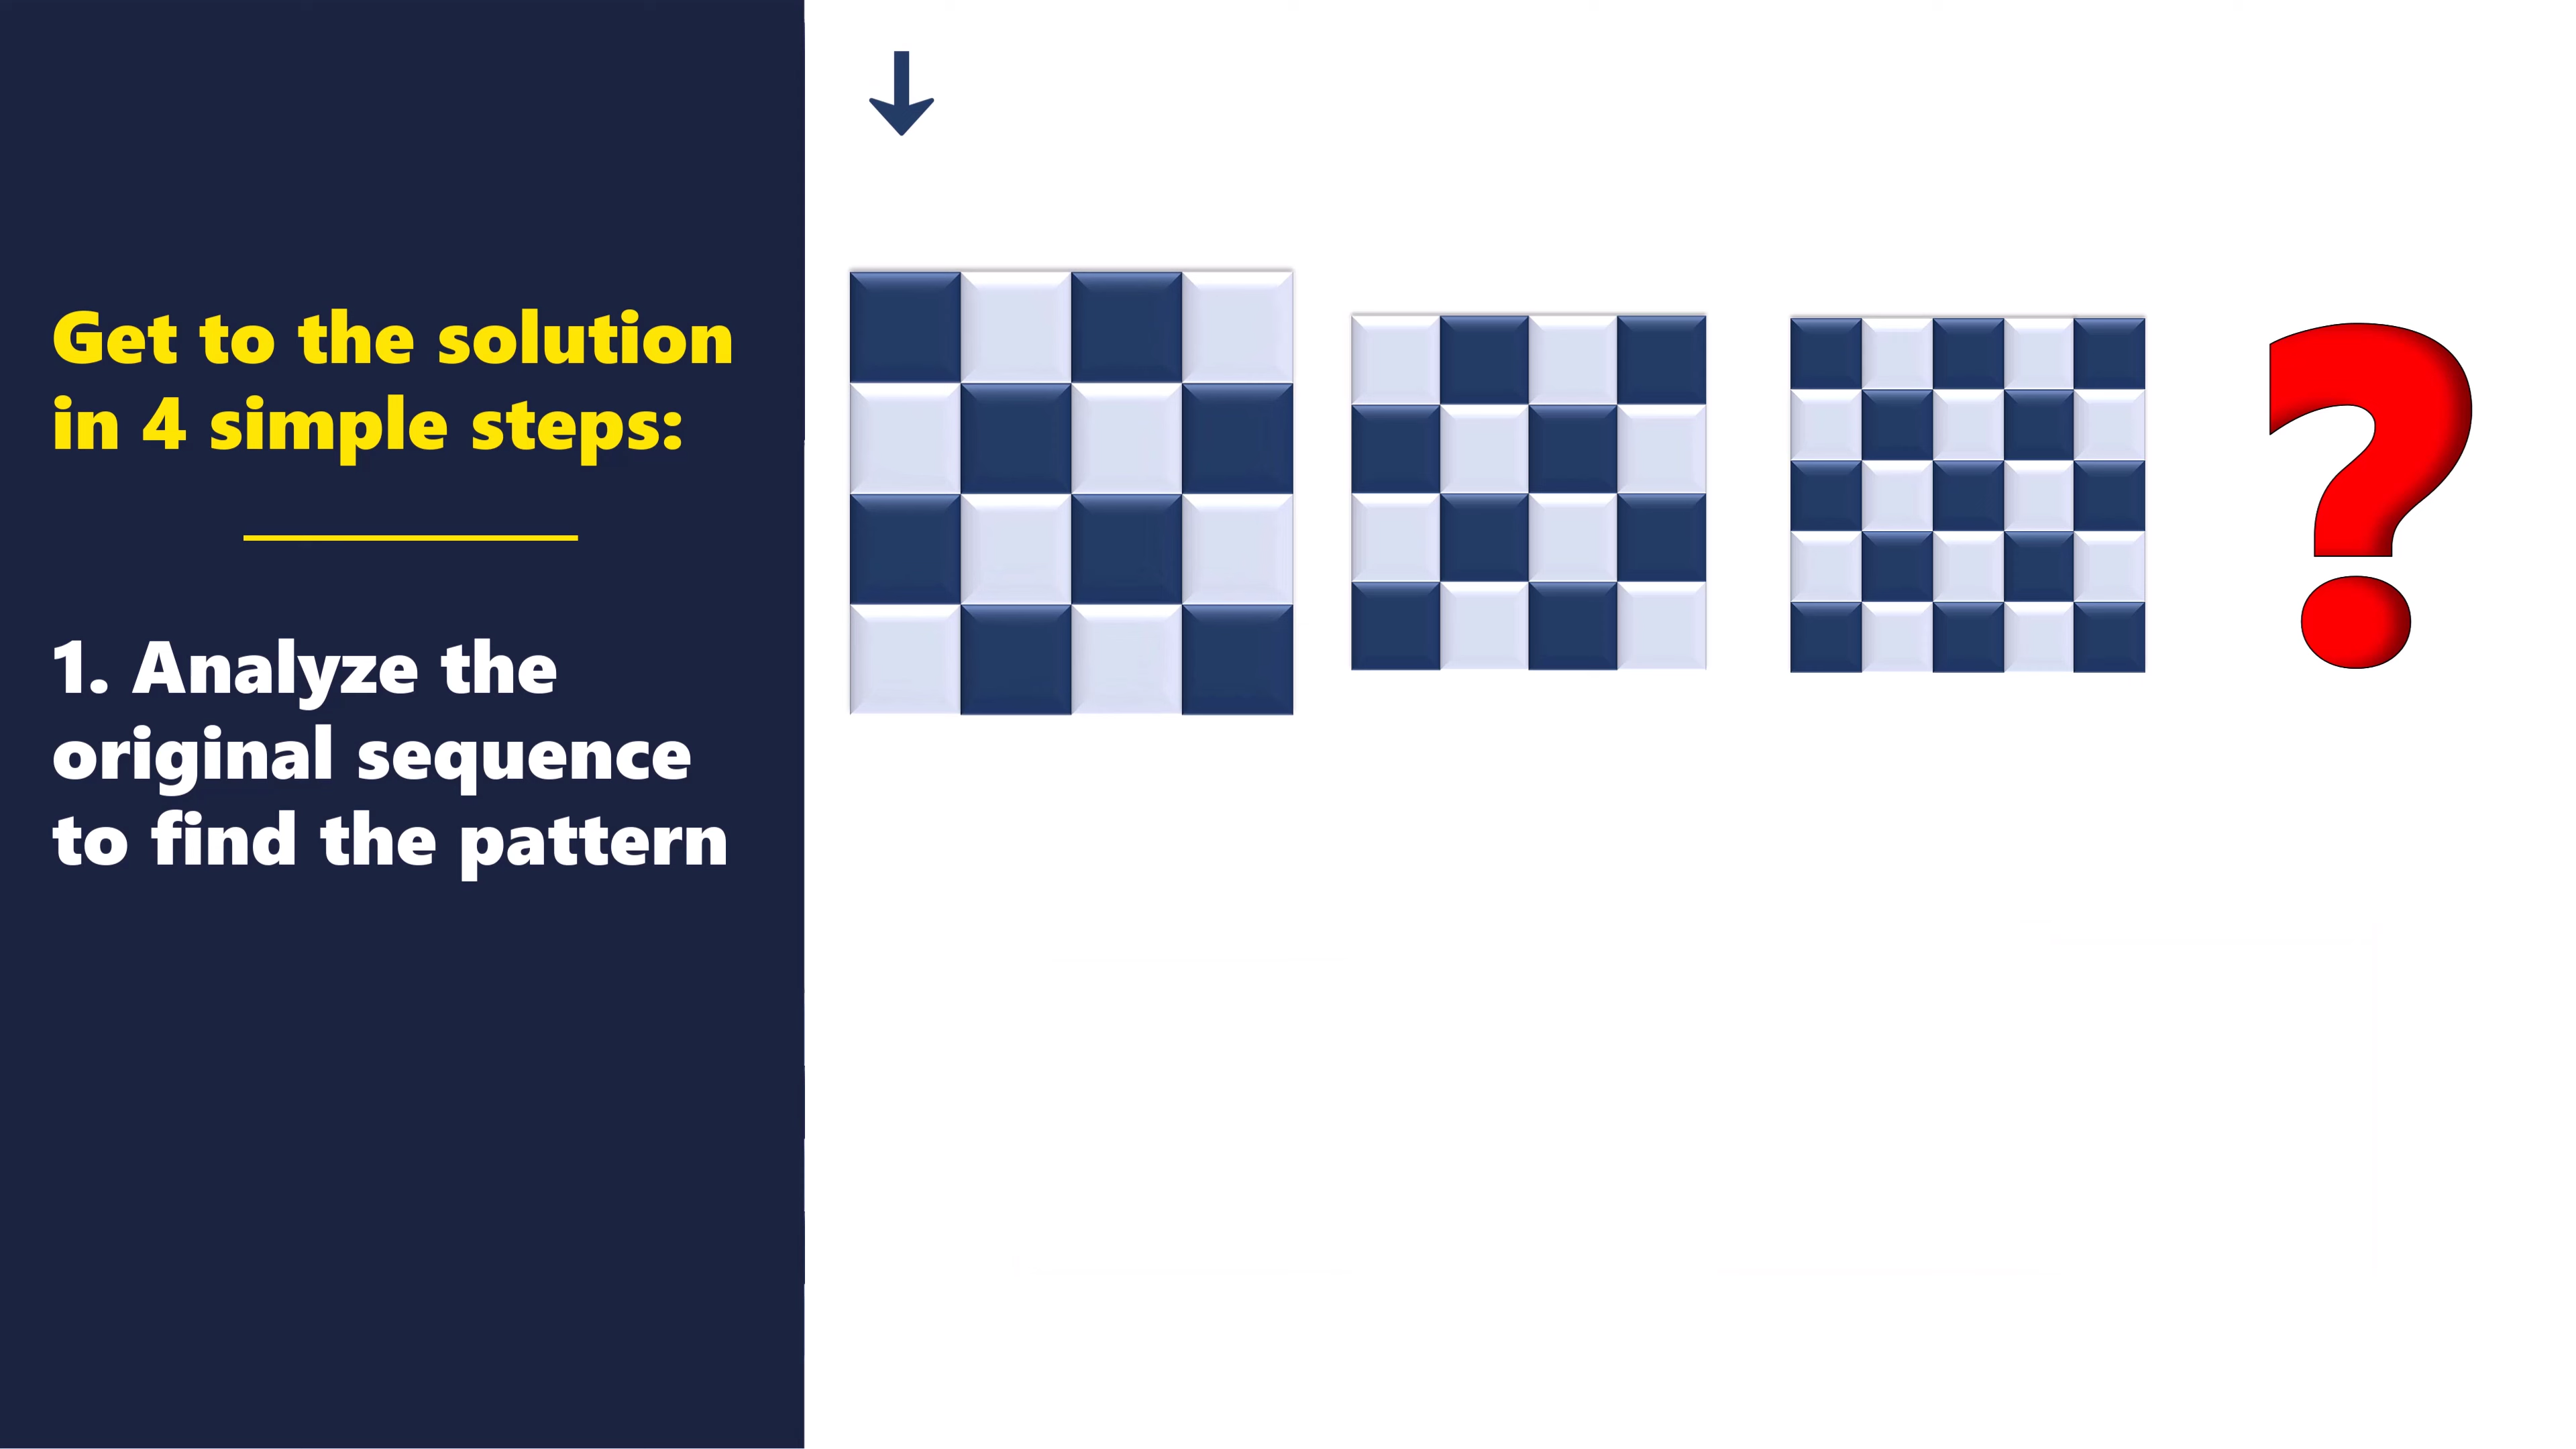 Get to the solution
in 4 simple steps:
1. Analyze the
original sequence
to find the pattern
?